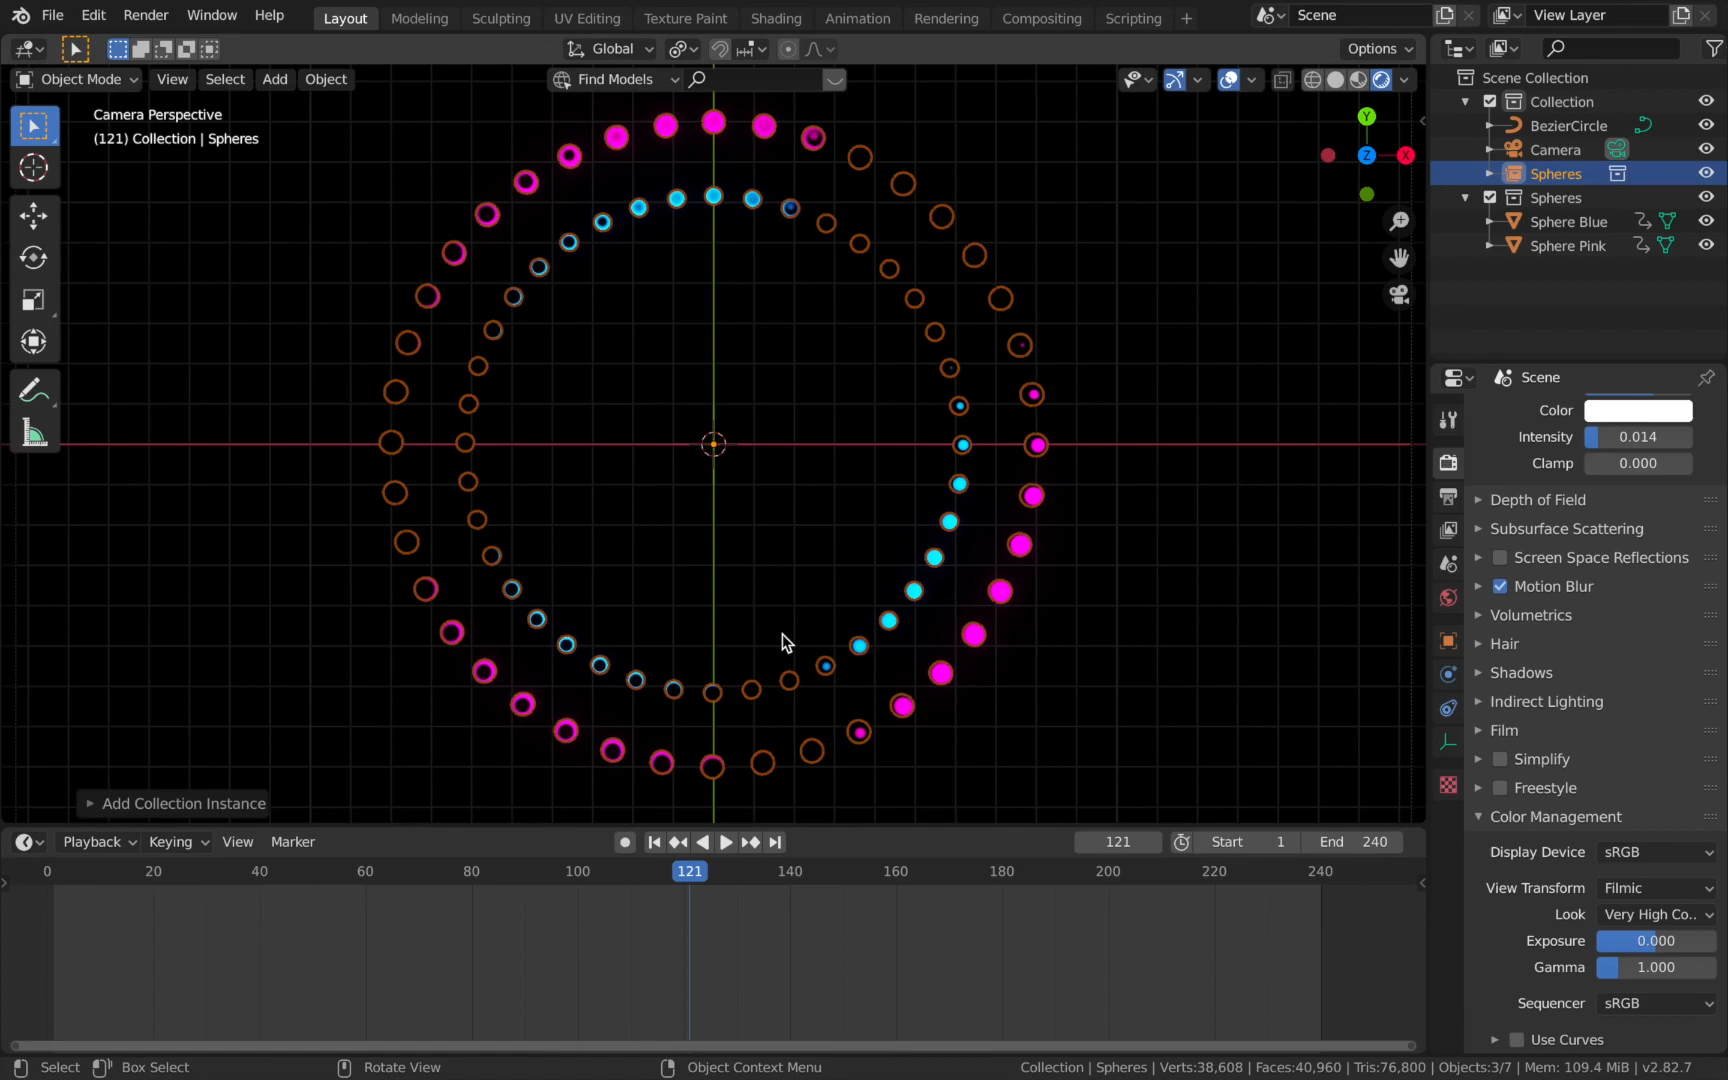 File Edit Render Window Help Layout Modeling Sculpting UV Editing Texture Paint Shading Animation Rendering Compositing Scripting + Scene View Layer
Global Options
Object Mode View Select Add Object Find Models
Camera Perspective
(121) Collection | Spheres
Y
Z
X
Add Collection Instance
Scene Collection
Collection
BezierCircle
Camera
Spheres
Spheres
Sphere Blue
Sphere Pink
Scene
Color
Intensity 0.014
Clamp 0.000
Depth of Field
Subsurface Scattering
Screen Space Reflections
Motion Blur
Volumetrics
Hair
Shadows
Indirect Lighting
Film
Simplify
Freestyle
Color Management
Display Device sRGB
View Transform Filmic
Look Very High Co..
Exposure 0.000
Gamma 1.000
Sequencer sRGB
Use Curves
Playback Keying View Marker 121 Start 1 End 240
0 20 40 60 80 100 121 140 160 180 200 220 240
Select Box Select Rotate View Object Context Menu Collection | Spheres | Verts:38,608 | Faces:40,960 | Tris:76,800 | Objects:3/7 | Mem: 109.4 MiB | v2.82.7